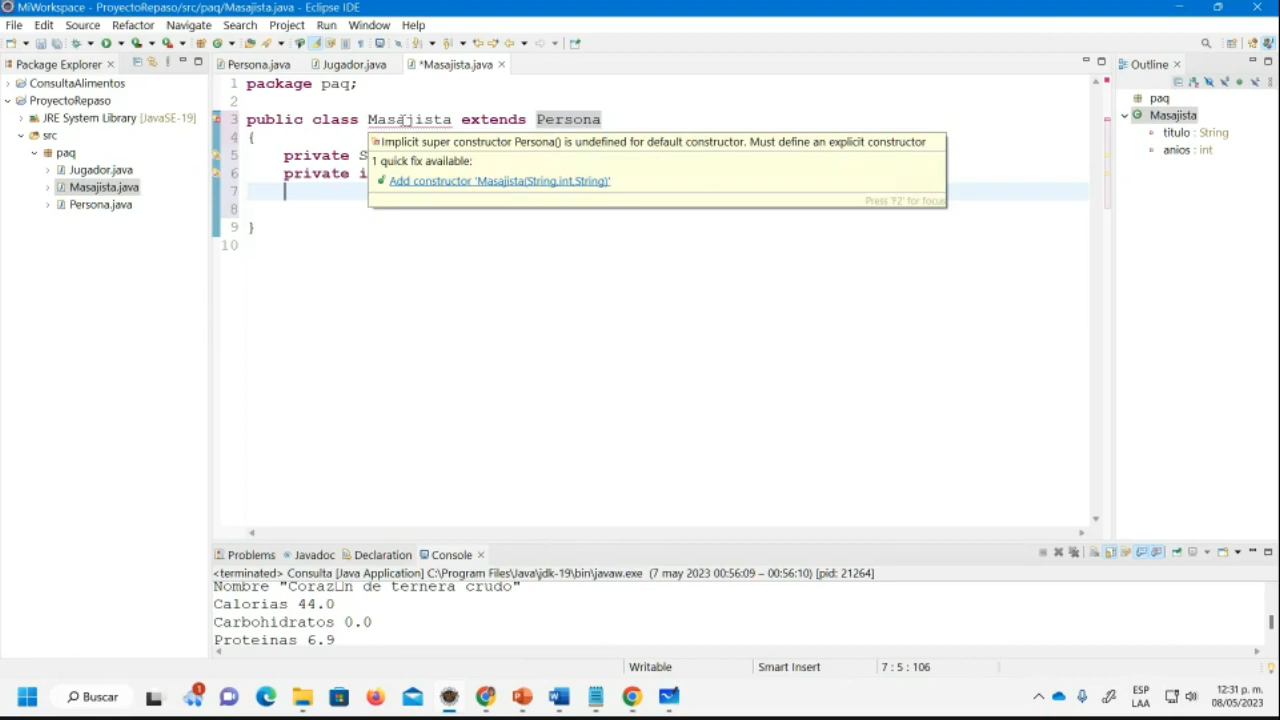 MiWorkspace - ProyectoRepaso/src/paq/Masajista.java - Eclipse IDE
File Edit Source Refactor Navigate Search Project Run Window Help
Package Explorer
Persona.java Jugador.java *Masajista.java
Outline
ConsultaAlimentos
ProyectoRepaso
JRE System Library [JavaSE-19]
src
paq
Jugador.java
Masajista.java
Persona.java
1 package paq;
2
3 public class Masajista extends Persona
4 {
5 private S
6 private i
7
8
9 }
10
Implicit super constructor Persona() is undefined for default constructor. Must define an explicit constructor
1 quick fix available:
Add constructor 'Masajista(String,int,String)'
Press 'F2' for focus
paq
Masajista
titulo : String
anios : int
Problems Javadoc Declaration Console
<terminated> Consulta [Java Application] C:\Program Files\Java\jdk-19\bin\javaw.exe (7 may 2023 00:56:09 – 00:56:10) [pid: 21264]
Nombre "Coraz□n de ternera crudo"
Calorias 44.0
Carbohidratos 0.0
Proteinas 6.9
Writable Smart Insert 7 : 5 : 106
Buscar
1
ESP
LAA
12:31 p. m.
08/05/2023